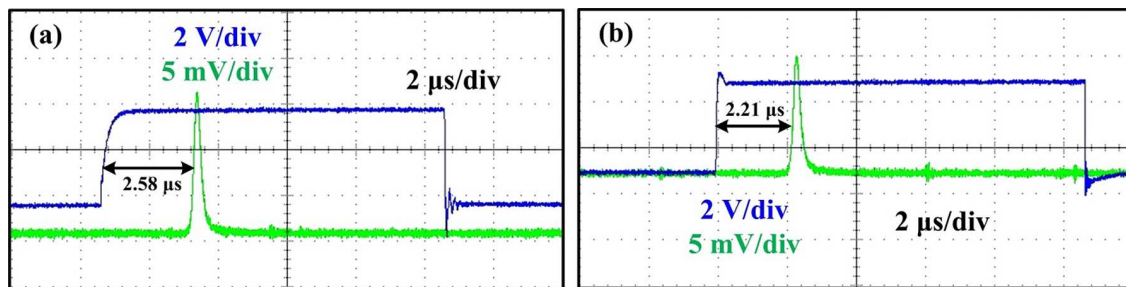 (a)
2 V/div
5 mV/div
2 µs/div
2.58 µs
(b)
2.21 µs
2 V/div
5 mV/div
2 µs/div